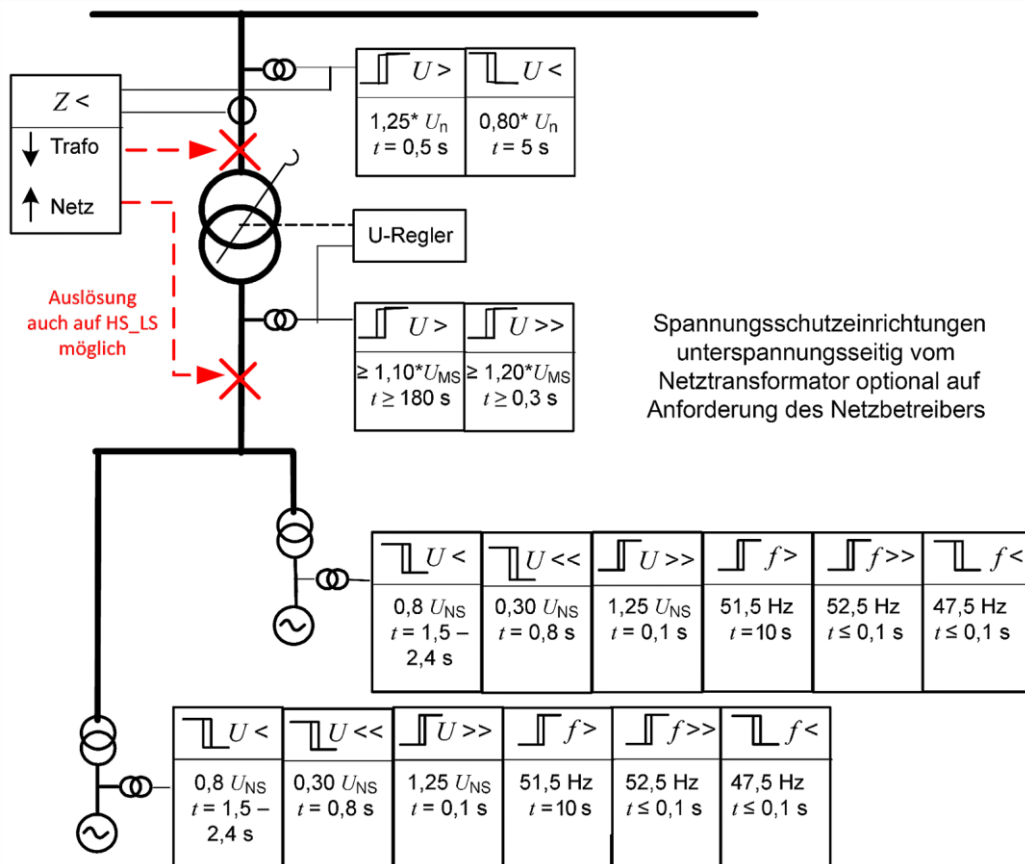 U >
U <
1,25* Un
t = 0,5 s
0,80* Un
t = 5 s
Z <
Trafo
Netz
U-Regler
Auslösung
auch auf HS_LS
möglich
U >
U >>
≥ 1,10*UMS
t ≥ 180 s
≥ 1,20*UMS
t ≥ 0,3 s
Spannungsschutzeinrichtungen
unterspannungsseitig vom
Netztransformator optional auf
Anforderung des Netzbetreibers
U <
U <<
U >>
f >
f >>
f <
0,8 UNS
t = 1,5 –
2,4 s
0,30 UNS
t = 0,8 s
1,25 UNS
t = 0,1 s
51,5 Hz
t = 10 s
52,5 Hz
t ≤ 0,1 s
47,5 Hz
t ≤ 0,1 s
U <
U <<
U >>
f >
f >>
f <
0,8 UNS
t = 1,5 –
2,4 s
0,30 UNS
t = 0,8 s
1,25 UNS
t = 0,1 s
51,5 Hz
t = 10 s
52,5 Hz
t ≤ 0,1 s
47,5 Hz
t ≤ 0,1 s